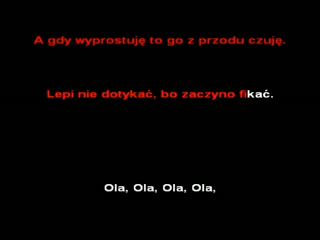 A gdy wyprostuję to go z przodu czuję.
Lepi nie dotykać, bo zaczyno fikać.
Ola, Ola, Ola, Ola,